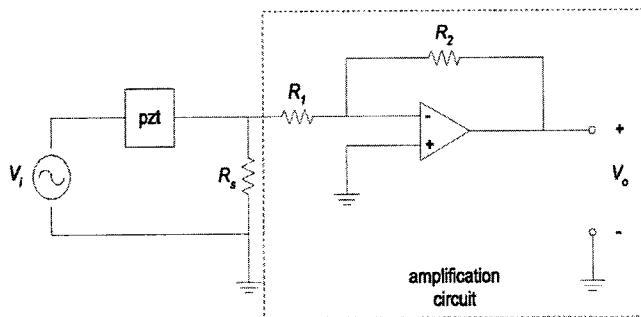 R2
R1
pzt
-
+
Vi
Rs
+
Vo
-
amplification
circuit